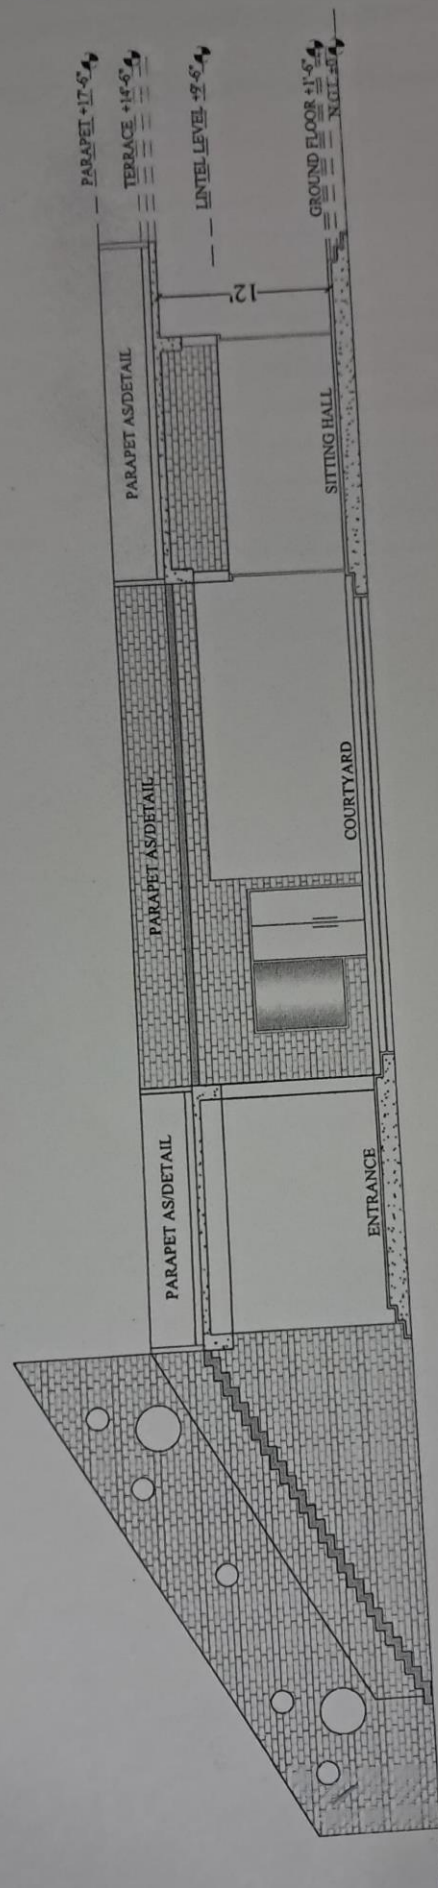 PARAPET +17'-6"
TERRACE +14'-6"
LINTEL LEVEL +9'-6"
GROUND FLOOR +1'-6"
N.G.L ±0
12'
PARAPET AS/DETAIL
SITTING HALL
PARAPET AS/DETAIL
COURTYARD
PARAPET AS/DETAIL
ENTRANCE